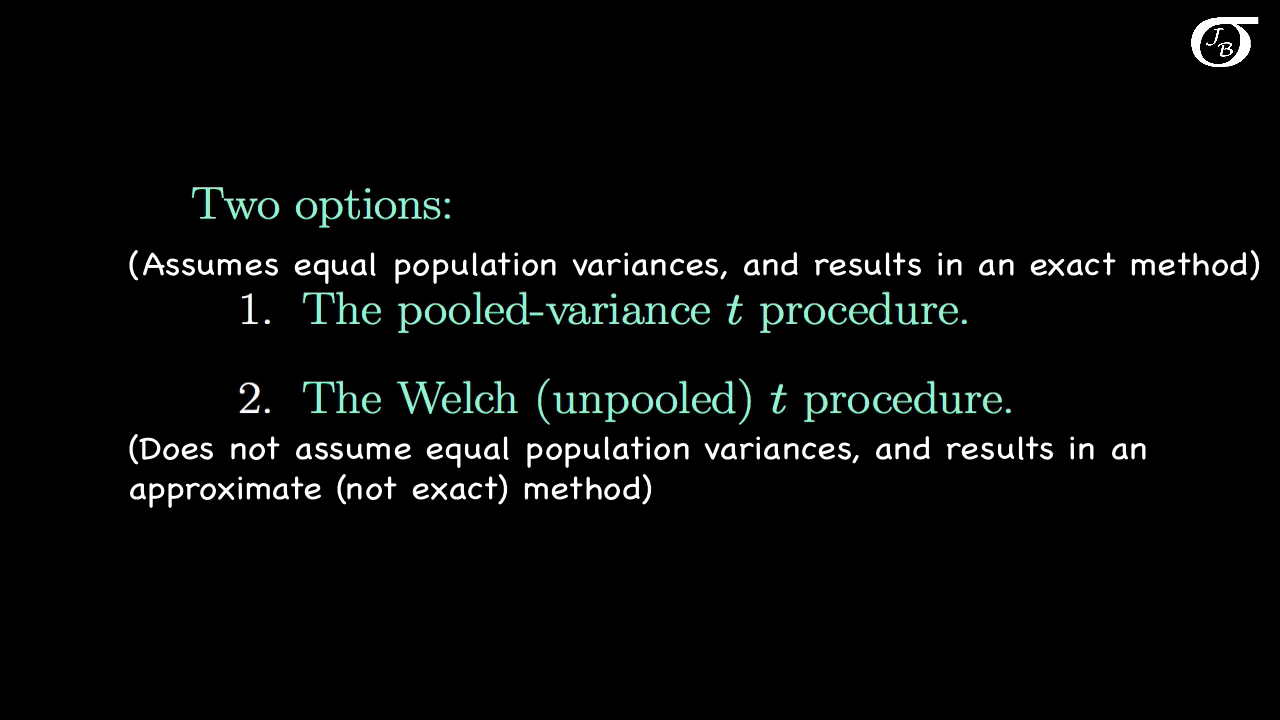 JB
Two options:
(Assumes equal population variances, and results in an exact method)
1. The pooled-variance t procedure.
2. The Welch (unpooled) t procedure.
(Does not assume equal population variances, and results in an
approximate (not exact) method)